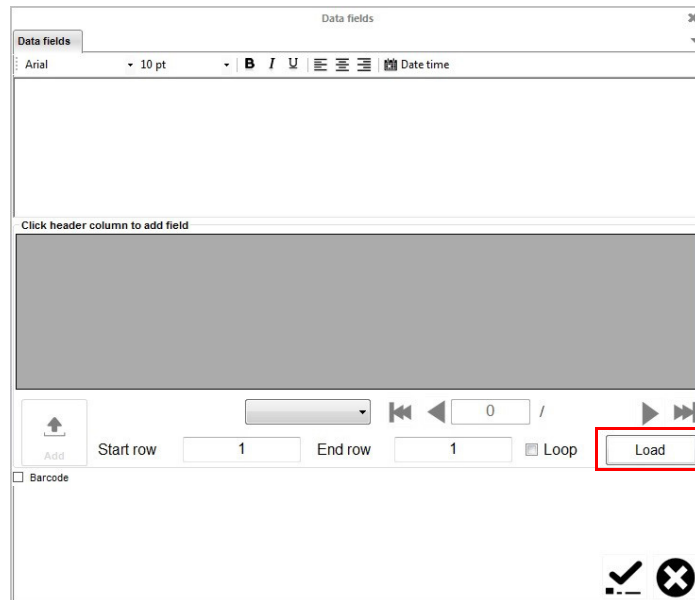 Data fields
Data fields
Arial 10 pt B I U Date time
Click header column to add field
0 /
Add Start row 1 End row 1 Loop Load
Barcode